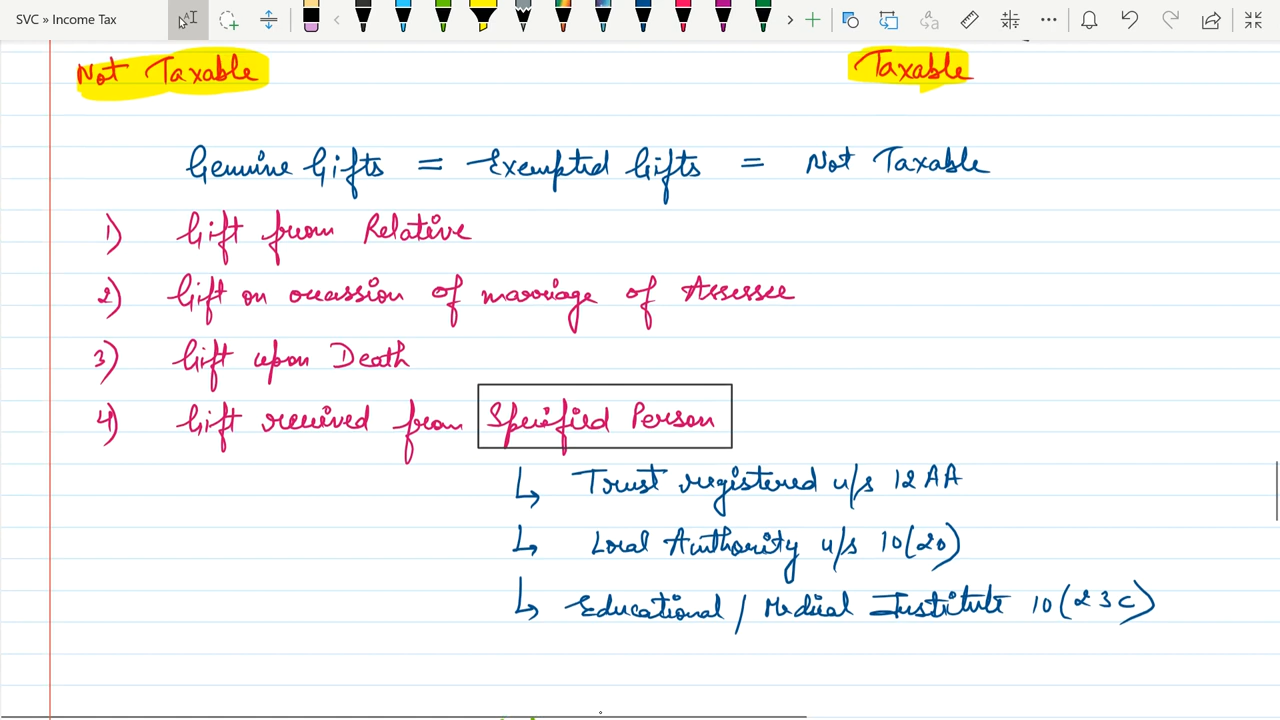 SVC » Income Tax
Not Taxable
Taxable
Genuine Gifts = Exempted Gifts = Not Taxable
1) Gift from Relative
2) Gift on occassion of marriage of Assessee
3) Gift upon Death
4) Gift received from Specified Person
↳ Trust registered u/s 12AA
↳ Local Authority u/s 10(20)
↳ Educational / Medical Institute 10(23C)